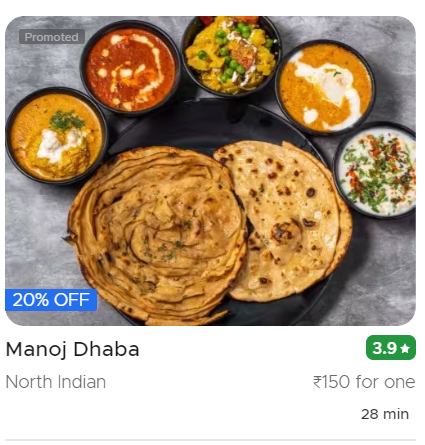 Promoted
20% OFF
Manoj Dhaba
3.9★
North Indian
₹150 for one
28 min